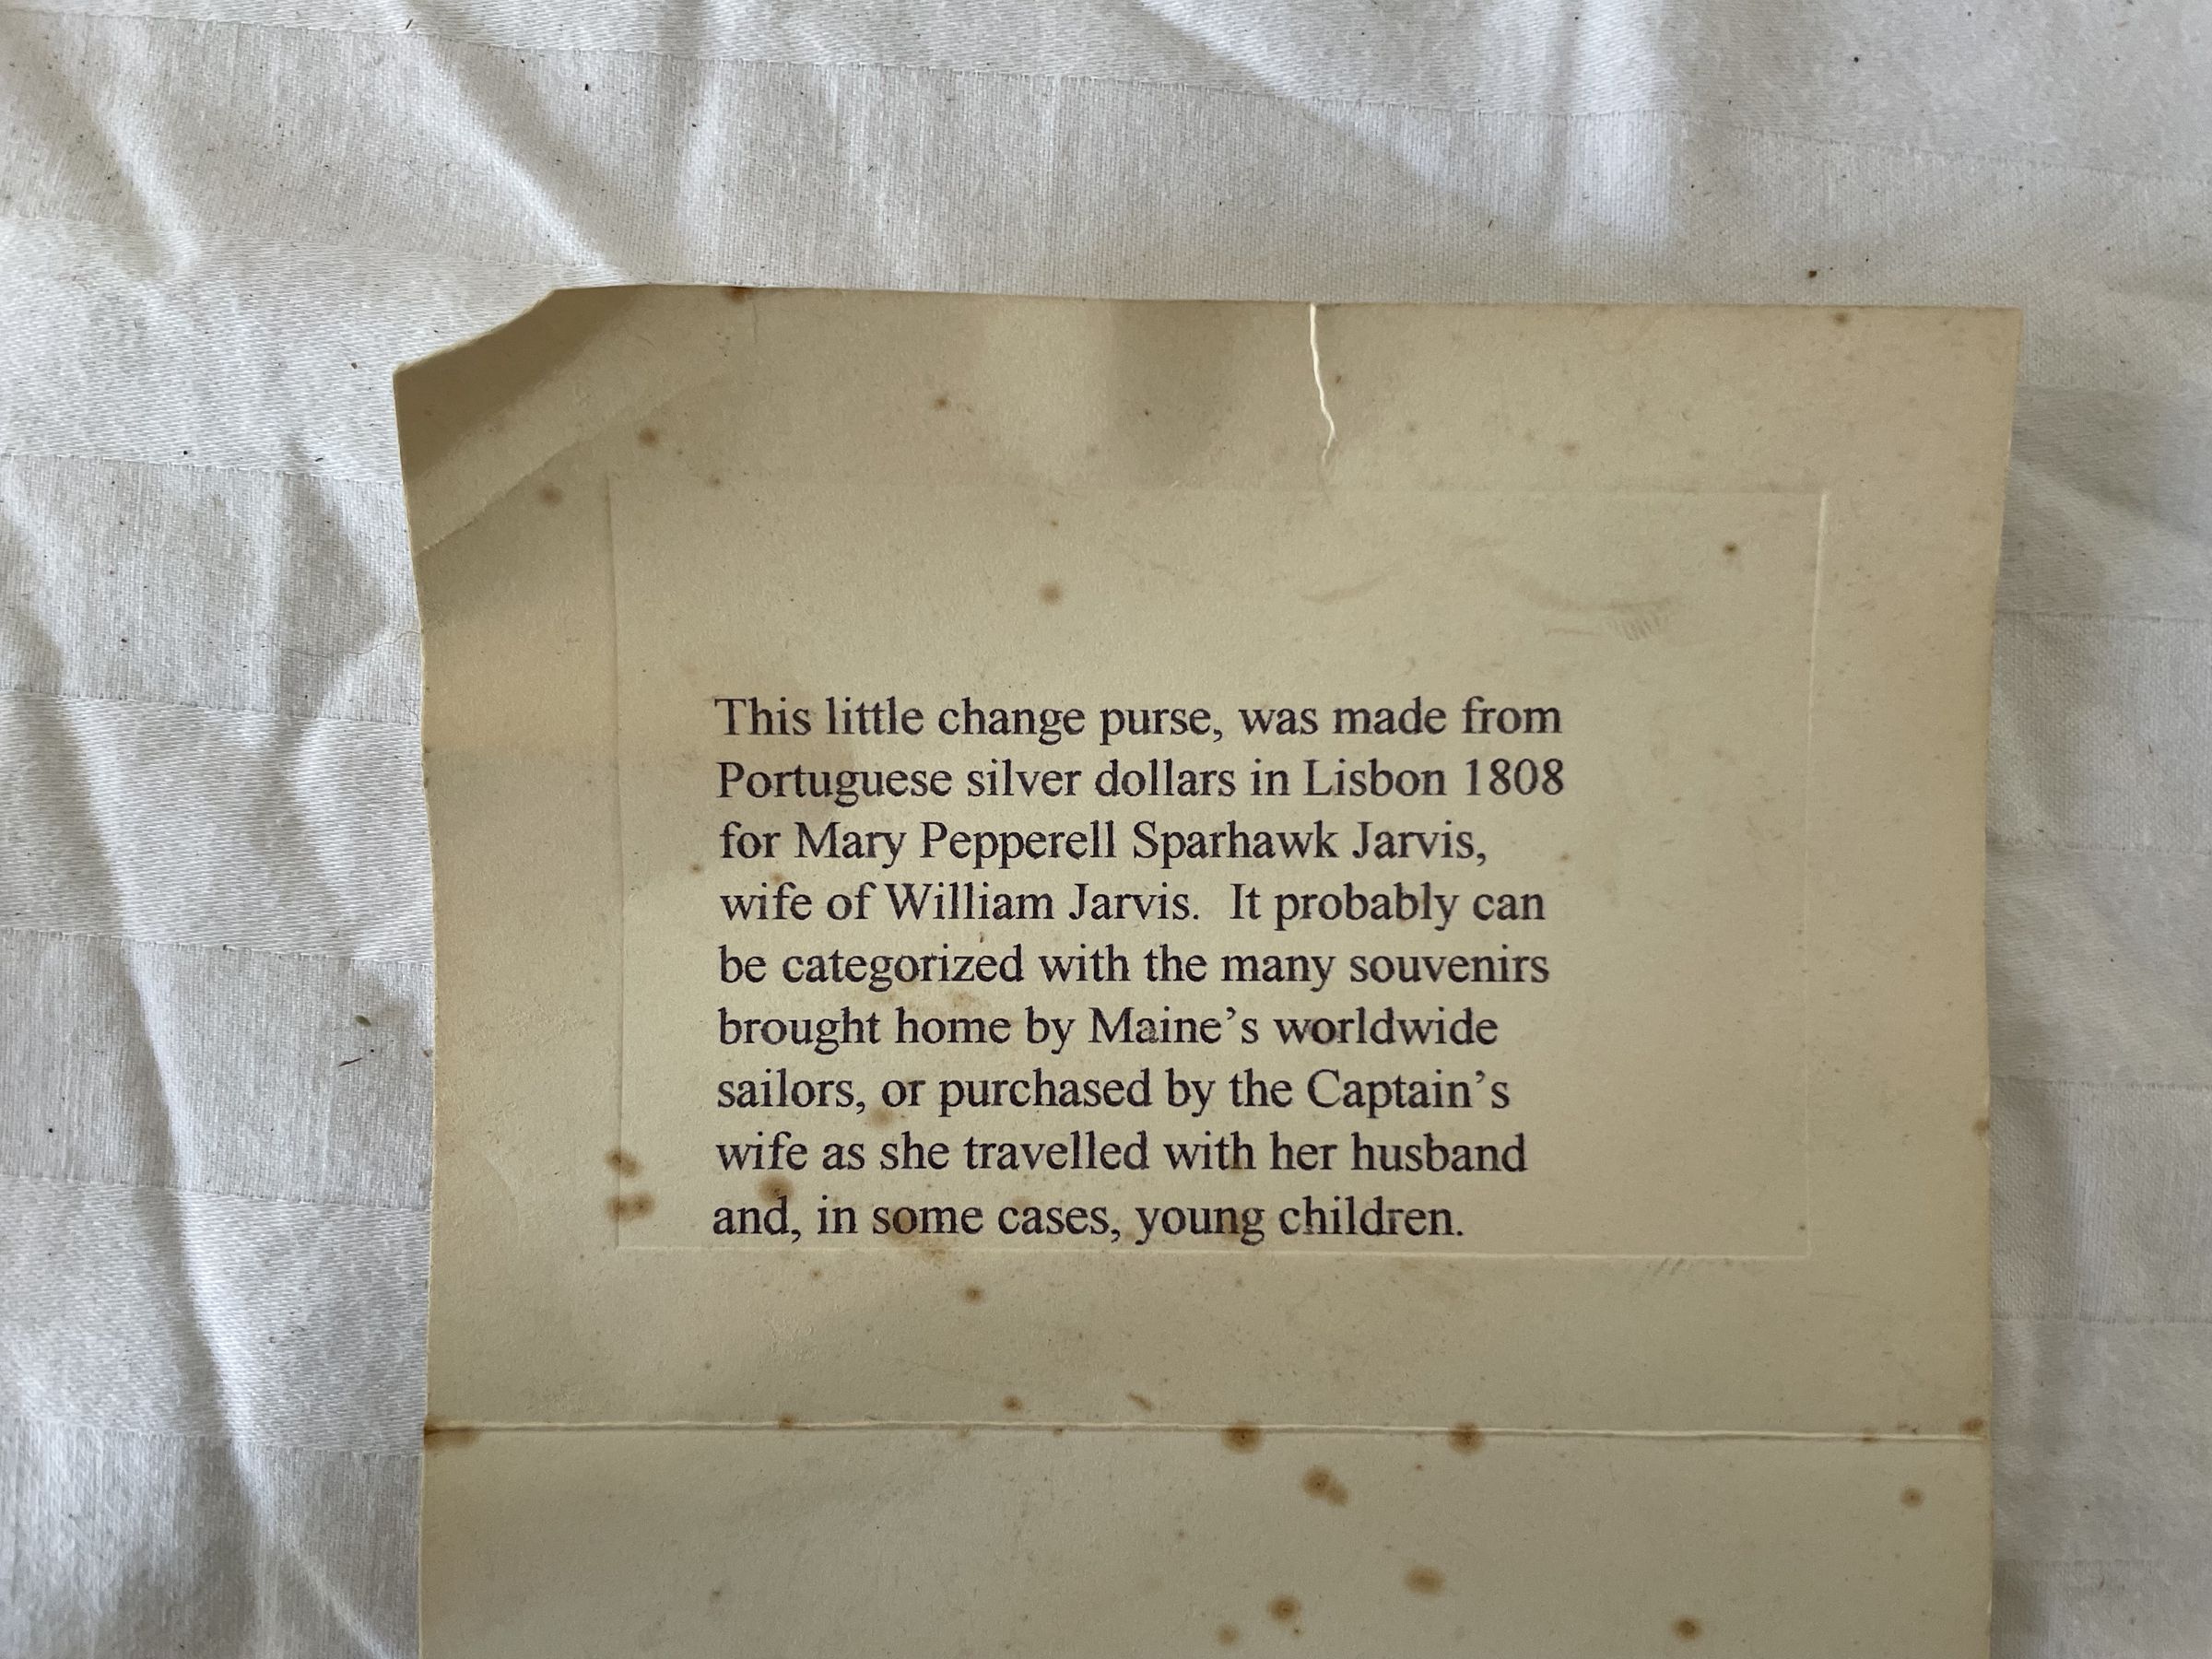 This little change purse, was made from
Portuguese silver dollars in Lisbon 1808
for Mary Pepperell Sparhawk Jarvis,
wife of William Jarvis.  It probably can
be categorized with the many souvenirs
brought home by Maine’s worldwide
sailors, or purchased by the Captain’s
wife as she travelled with her husband
and, in some cases, young children.